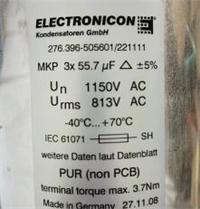 ELECTRONICON
Kondensatoren GmbH
276.396-505601/221111
MKP 3x 55.7 µF △ ±5%
Un 1150V AC
Urms 813V AC
-40°C... +70°C
IEC 61071 SH
weitere Daten laut Datenblatt
PUR (non PCB)
terminal torque max. 3.7Nm
Made in Germany 27.11.08